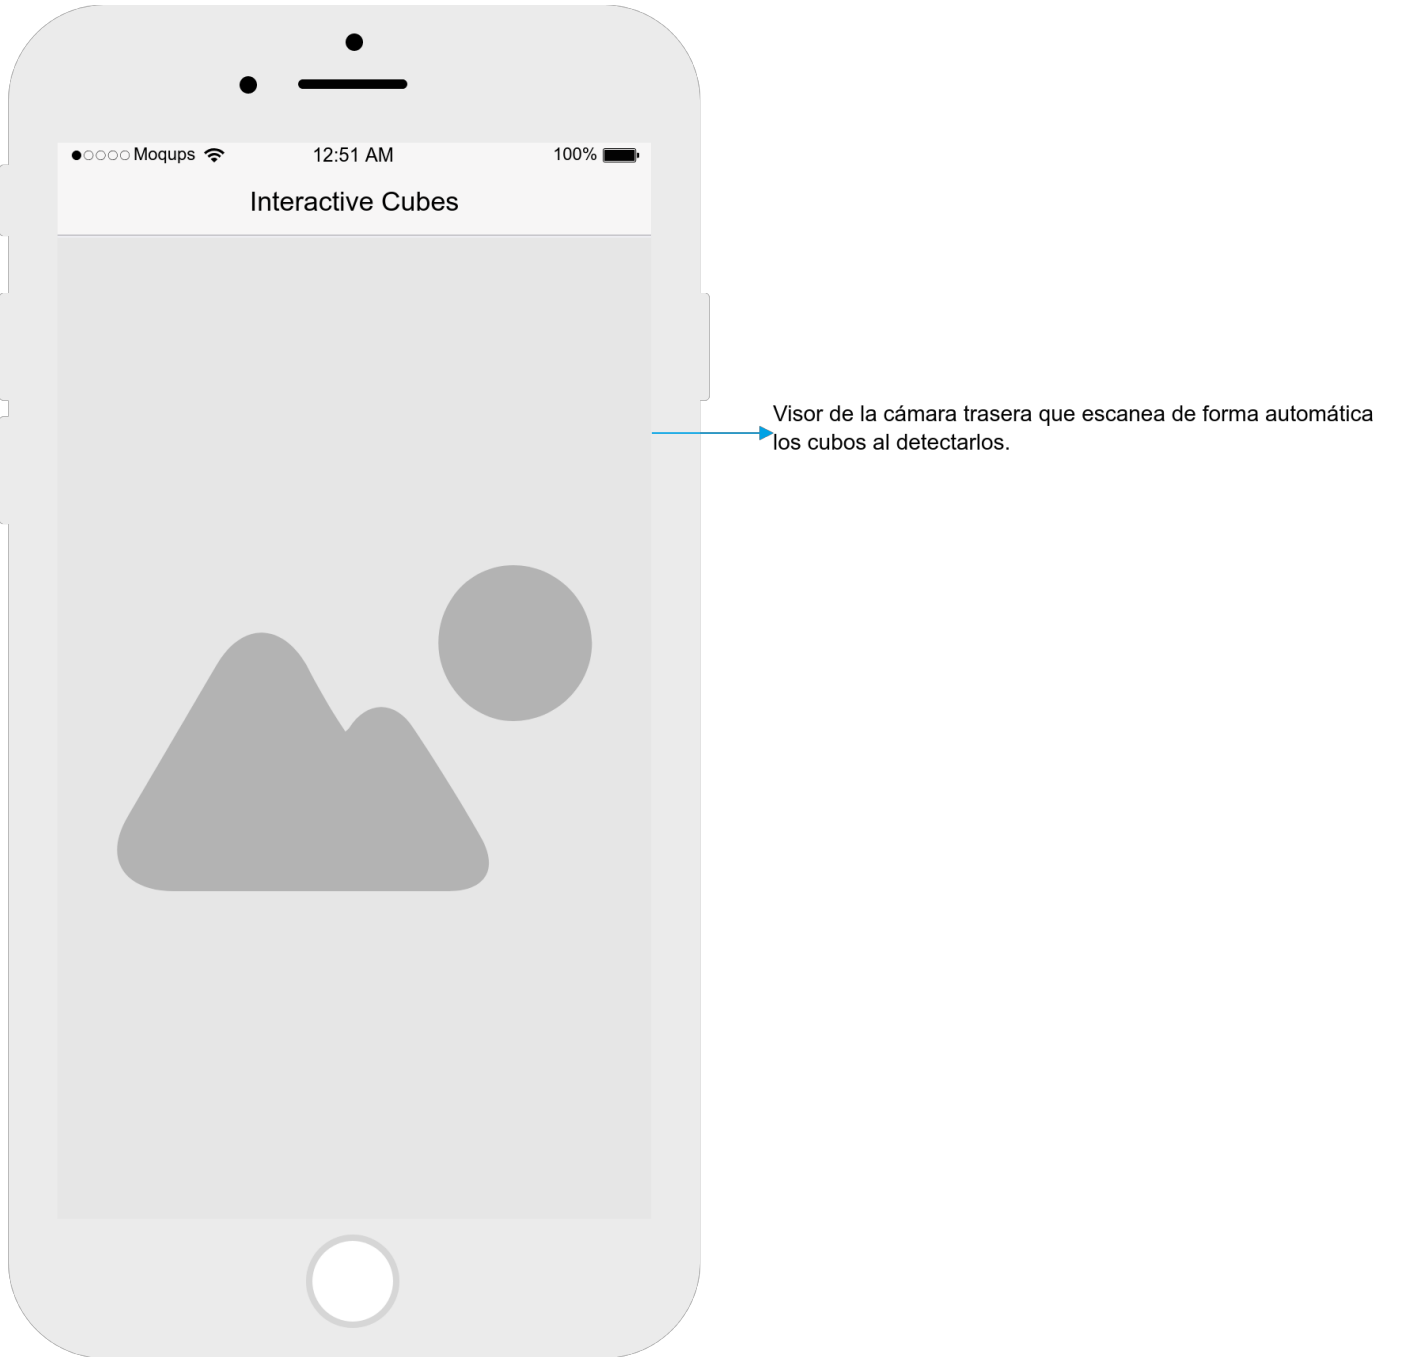 Moqups 12:51 AM 100%
Interactive Cubes
Visor de la cámara trasera que escanea de forma automática
los cubos al detectarlos.